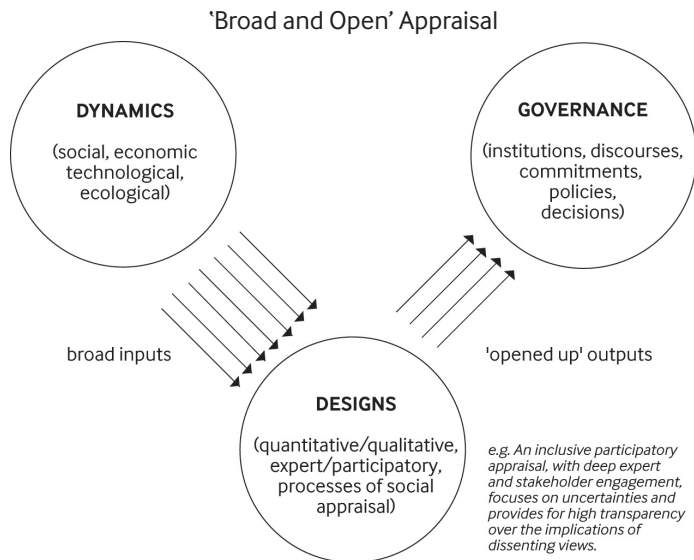 'Broad and Open' Appraisal
DYNAMICS
(social, economic
technological,
ecological)
GOVERNANCE
(institutions, discourses,
commitments,
policies,
decisions)
broad inputs
'opened up' outputs
DESIGNS
(quantitative/qualitative,
expert/participatory,
processes of social
appraisal)
e.g. An inclusive participatory
appraisal, with deep expert
and stakeholder engagement,
focuses on uncertainties and
provides for high transparency
over the implications of
dissenting views.